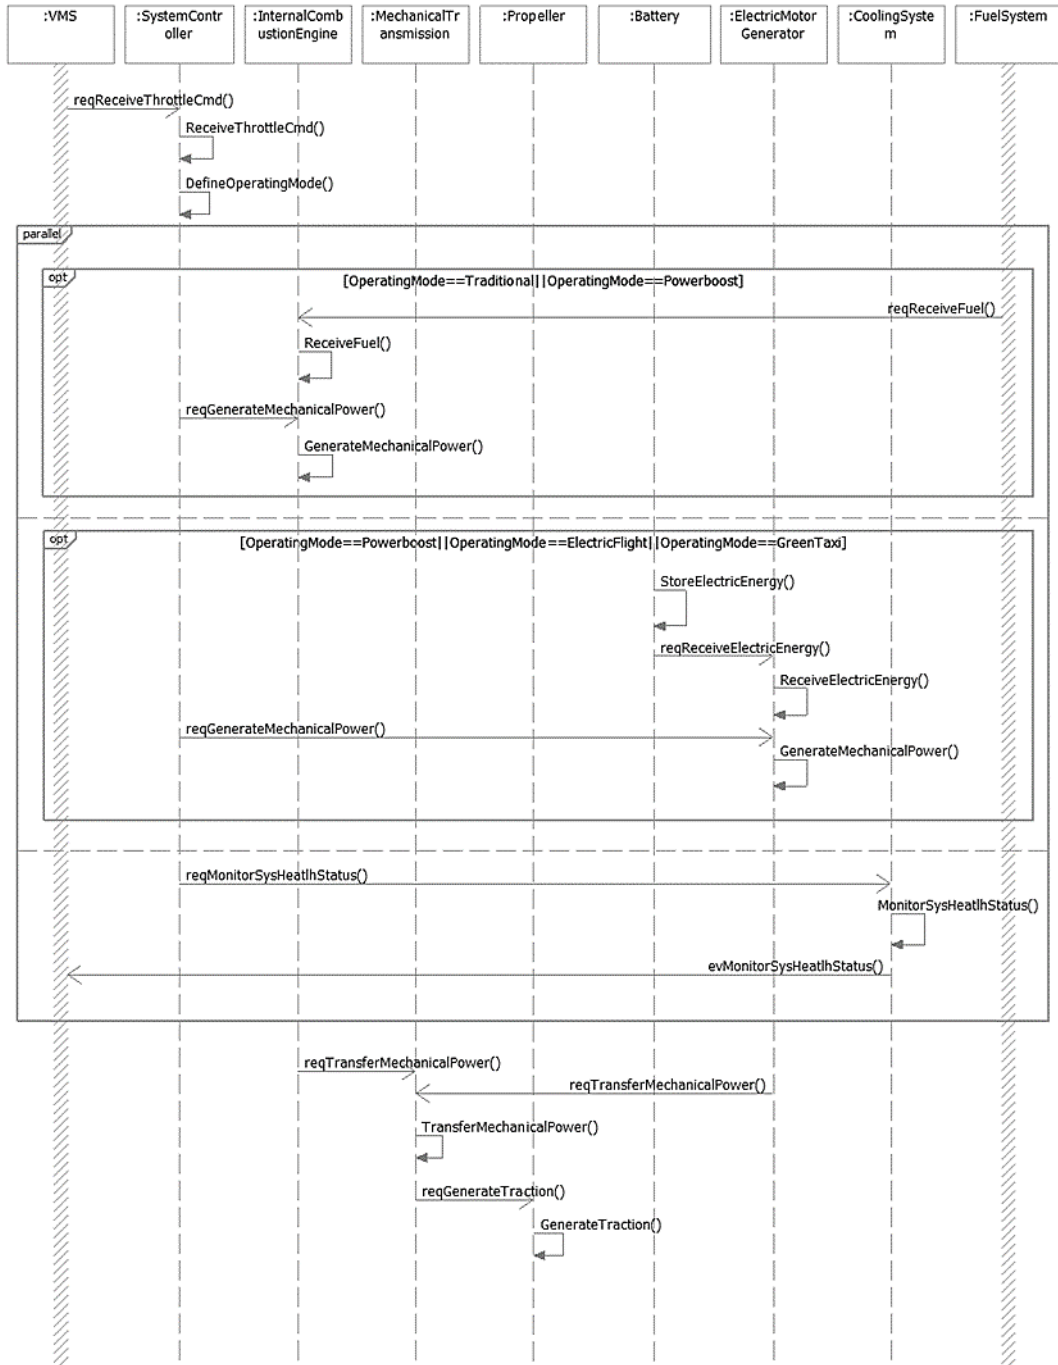 :VMS
:SystemContr
oller
:InternalComb
ustionEngine
:MechanicalTr
ansmission
:Propeller
:Battery
:ElectricMotor
Generator
:CoolingSyste
m
:FuelSystem
reqReceiveThrottleCmd()
ReceiveThrottleCmd()
DefineOperatingMode()
parallel
opt
[OperatingMode==Traditional||OperatingMode==Powerboost]
reqReceiveFuel()
ReceiveFuel()
reqGenerateMechanicalPower()
GenerateMechanicalPower()
opt
[OperatingMode==Powerboost||OperatingMode==ElectricFlight||OperatingMode==GreenTaxi]
StoreElectricEnergy()
reqReceiveElectricEnergy()
ReceiveElectricEnergy()
reqGenerateMechanicalPower()
GenerateMechanicalPower()
reqMonitorSysHeatlhStatus()
MonitorSysHeatlhStatus()
evMonitorSysHeatlhStatus()
reqTransferMechanicalPower()
reqTransferMechanicalPower()
TransferMechanicalPower()
reqGenerateTraction()
GenerateTraction()